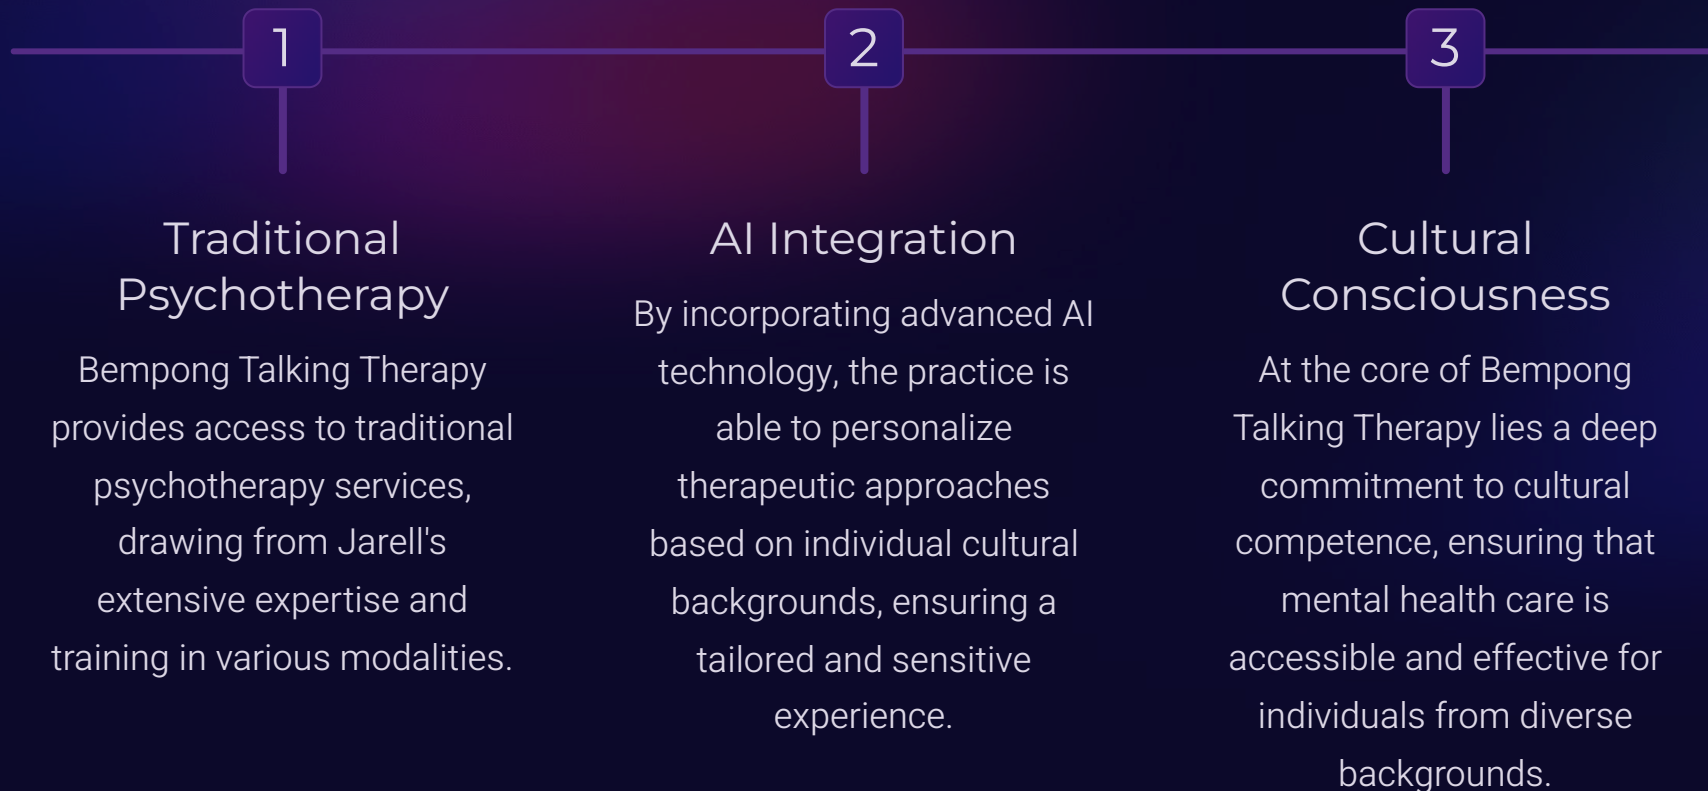 1
Traditional
Psychotherapy
Bempong Talking Therapy
provides access to traditional
psychotherapy services,
drawing from Jarell's
extensive expertise and
training in various modalities.
2
AI Integration
By incorporating advanced AI
technology, the practice is
able to personalize
therapeutic approaches
based on individual cultural
backgrounds, ensuring a
tailored and sensitive
experience.
3
Cultural
Consciousness
At the core of Bempong
Talking Therapy lies a deep
commitment to cultural
competence, ensuring that
mental health care is
accessible and effective for
individuals from diverse
backgrounds.